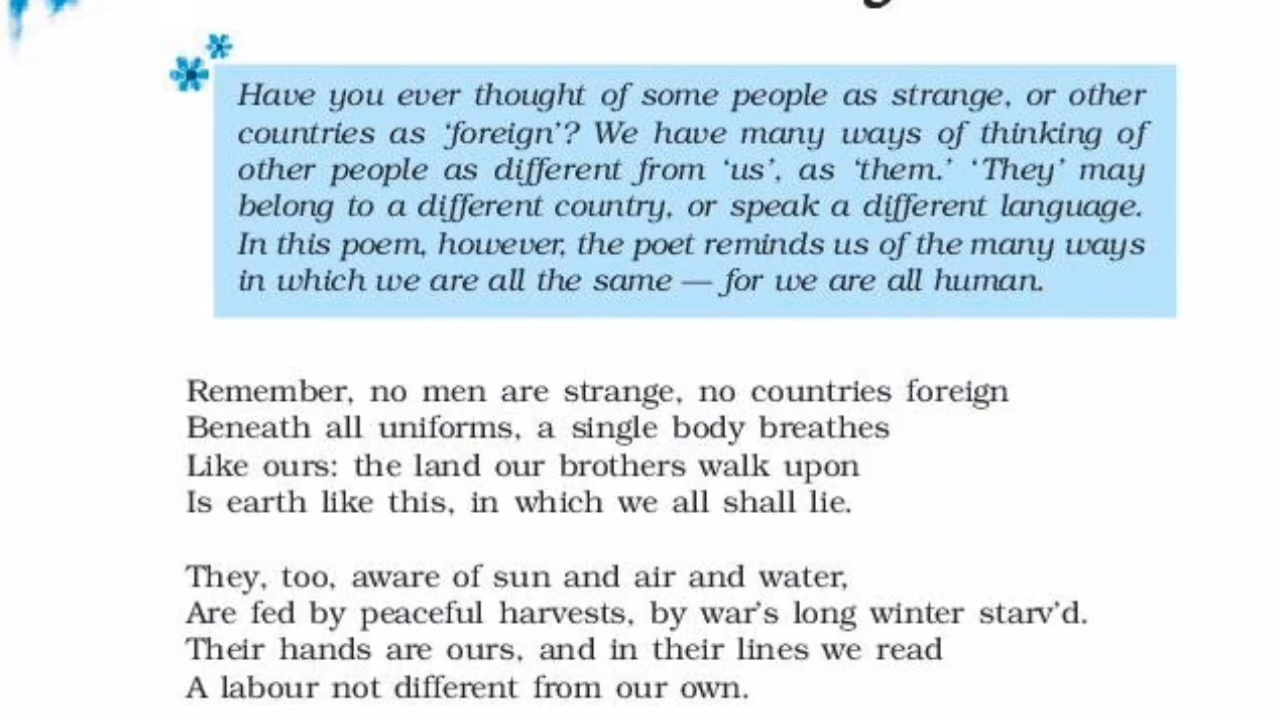 Have you ever thought of some people as strange, or other
countries as 'foreign'? We have many ways of thinking of
other people as different from 'us', as 'them.' 'They' may
belong to a different country, or speak a different language.
In this poem, however, the poet reminds us of the many ways
in which we are all the same — for we are all human.
Remember, no men are strange, no countries foreign
Beneath all uniforms, a single body breathes
Like ours: the land our brothers walk upon
Is earth like this, in which we all shall lie.
They, too, aware of sun and air and water,
Are fed by peaceful harvests, by war's long winter starv'd.
Their hands are ours, and in their lines we read
A labour not different from our own.